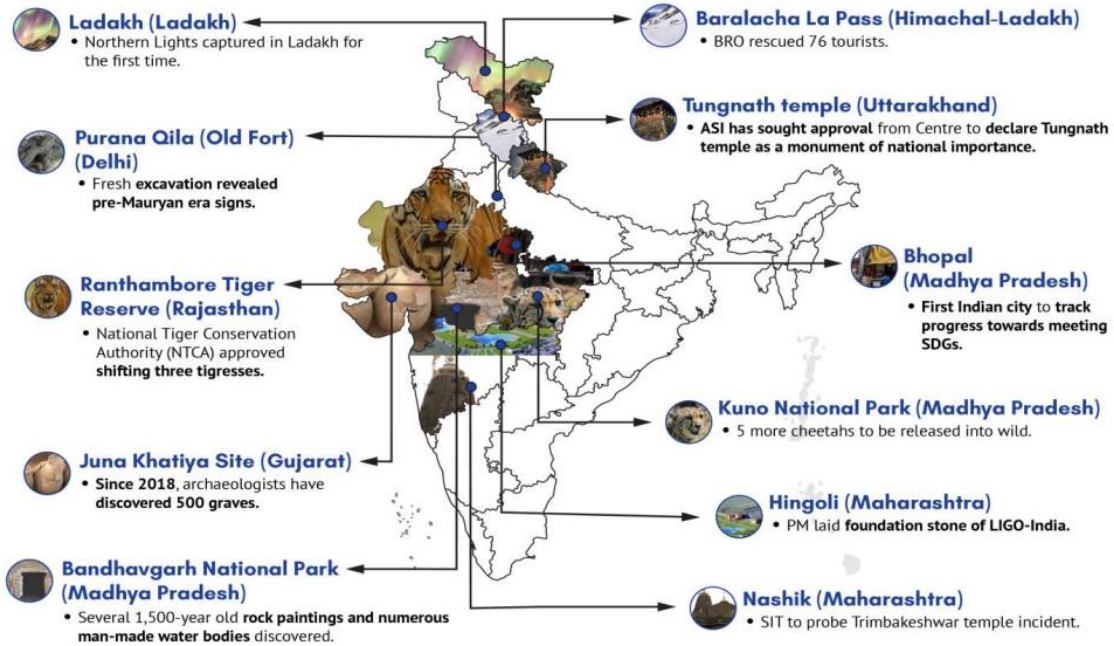 Ladakh (Ladakh)
• Northern Lights captured in Ladakh for
the first time.
Purana Qila (Old Fort)
(Delhi)
• Fresh excavation revealed
pre-Mauryan era signs.
Ranthambore Tiger
Reserve (Rajasthan)
• National Tiger Conservation
Authority (NTCA) approved
shifting three tigresses.
Juna Khatiya Site (Gujarat)
• Since 2018, archaeologists have
discovered 500 graves.
Bandhavgarh National Park
(Madhya Pradesh)
• Several 1,500-year old rock paintings and numerous
man-made water bodies discovered.
Baralacha La Pass (Himachal-Ladakh)
• BRO rescued 76 tourists.
Tungnath temple (Uttarakhand)
• ASI has sought approval from Centre to declare Tungnath
temple as a monument of national importance.
Bhopal
(Madhya Pradesh)
• First Indian city to track
progress towards meeting
SDGs.
Kuno National Park (Madhya Pradesh)
• 5 more cheetahs to be released into wild.
Hingoli (Maharashtra)
• PM laid foundation stone of LIGO-India.
Nashik (Maharashtra)
• SIT to probe Trimbakeshwar temple incident.